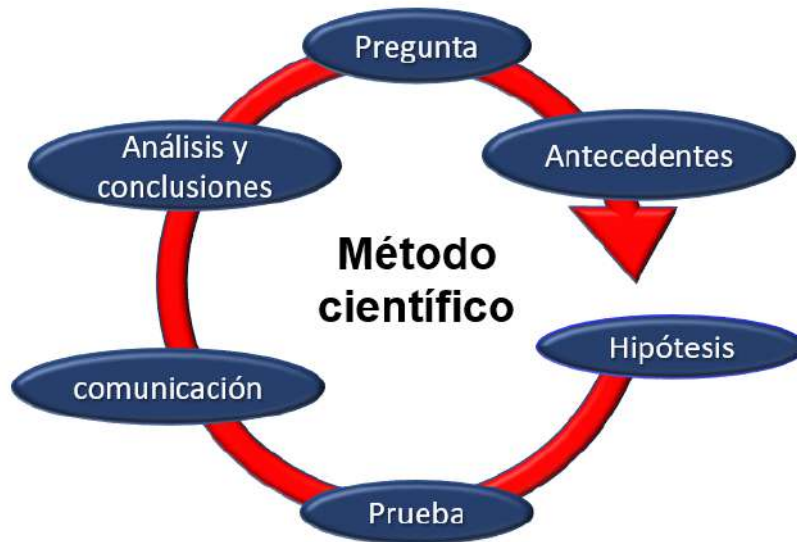 Pregunta
Antecedentes
Análisis y
conclusiones
Método
científico
Hipótesis
comunicación
Prueba